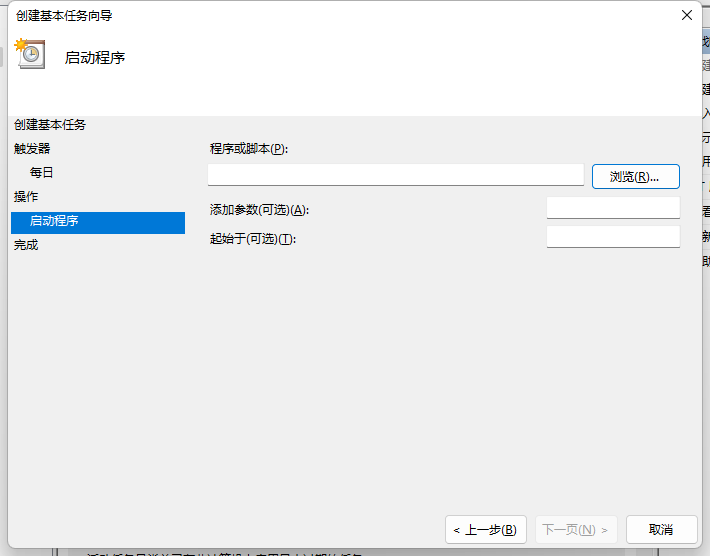 创建基本任务向导
启动程序
创建基本任务
触发器
每日
操作
启动程序
完成
程序或脚本(P):
浏览(R)...
添加参数(可选)(A):
起始于(可选)(T):
< 上一步(B)
下一页(N) >
取消